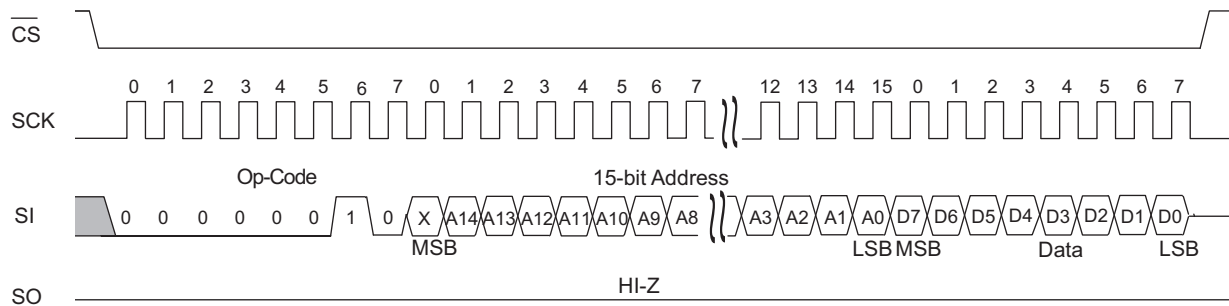 CS
0 1 2 3 4 5 6 7 0 1 2 3 4 5 6 7 12 13 14 15 0 1 2 3 4 5 6 7
SCK
Op-Code 15-bit Address
SI 0 0 0 0 0 0 1 0 X A14 A13 A12 A11 A10 A9 A8 A3 A2 A1 A0 D7 D6 D5 D4 D3 D2 D1 D0
MSB LSB MSB Data LSB
HI-Z
SO